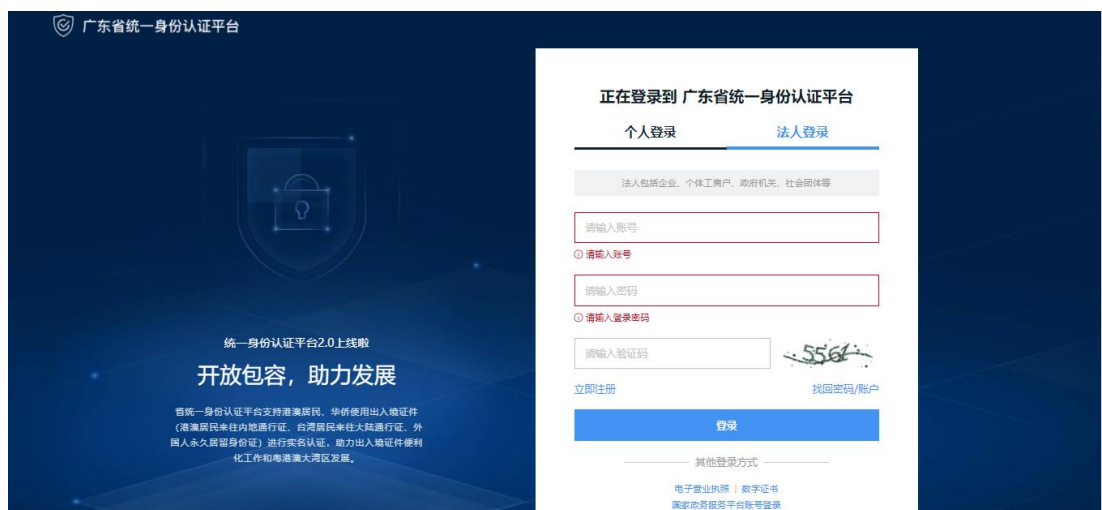 广东省统一身份认证平台
正在登录到 广东省统一身份认证平台
个人登录
法人登录
法人包括企业、个体工商户、政府机关、社会团体等
请输入账号
请输入账号
请输入密码
请输入登录密码
请输入验证码
立即注册
找回密码/账户
登录
其他登录方式
电子营业执照 | 数字证书
国家政务服务平台账号登录
统一身份认证平台2.0上线啦
开放包容，助力发展
省统一身份认证平台支持港澳居民、华侨使用出入境证件
(港澳居民来往内地通行证、台湾居民来往大陆通行证、外
国人永久居留身份证) 进行实名认证，助力出入境证件便利
化工作和粤港澳大湾区发展。